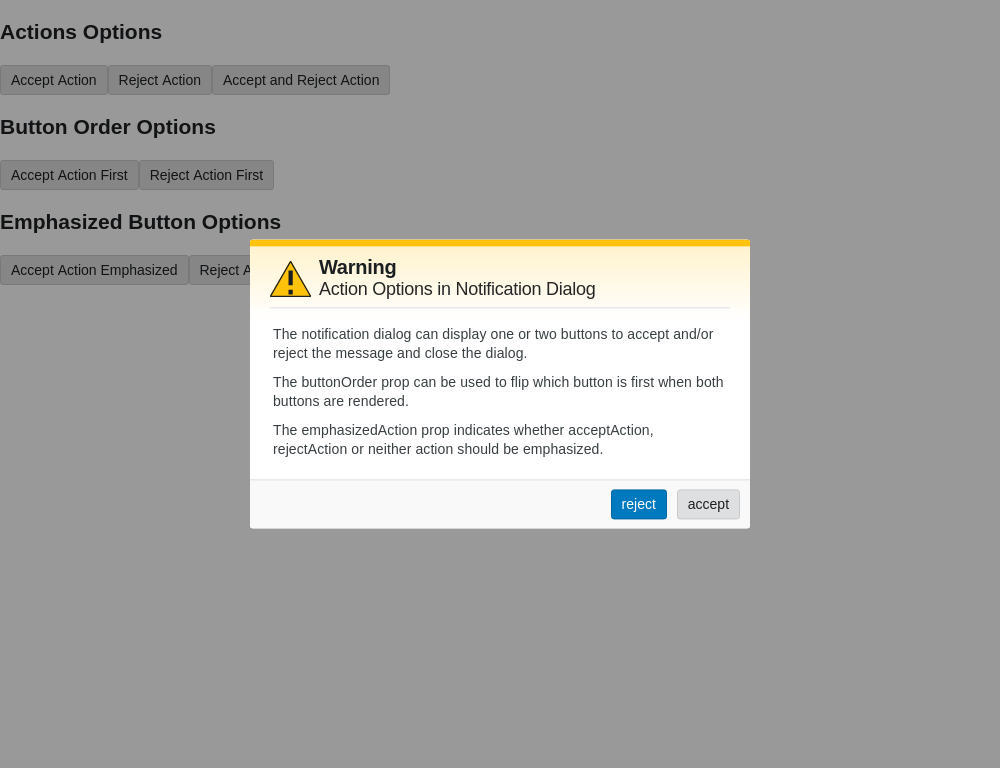 Actions Options
Accept Action Reject Action Accept and Reject Action
Button Order Options
Accept Action First Reject Action First
Emphasized Button Options
Accept Action Emphasized Reject
Warning
Action Options in Notification Dialog
The notification dialog can display one or two buttons to accept and/or
reject the message and close the dialog.
The buttonOrder prop can be used to flip which button is first when both
buttons are rendered.
The emphasizedAction prop indicates whether acceptAction,
rejectAction or neither action should be emphasized.
reject accept